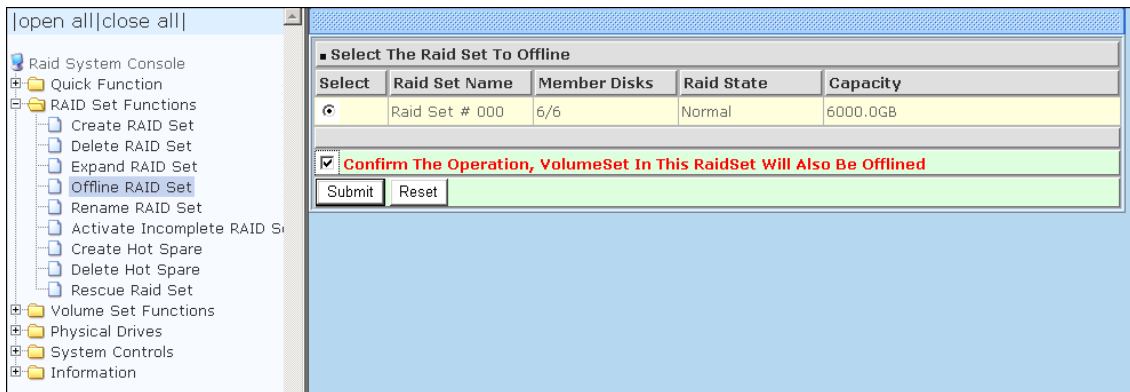 |open all|close all|
Raid System Console
Quick Function
RAID Set Functions
Create RAID Set
Delete RAID Set
Expand RAID Set
Offline RAID Set
Rename RAID Set
Activate Incomplete RAID
Create Hot Spare
Delete Hot Spare
Rescue Raid Set
Volume Set Functions
Physical Drives
System Controls
Information
Select The Raid Set To Offline
Select Raid Set Name Member Disks Raid State Capacity
Raid Set # 000 6/6 Normal 6000.0GB
Confirm The Operation, VolumeSet In This RaidSet Will Also Be Offlined
Submit Reset